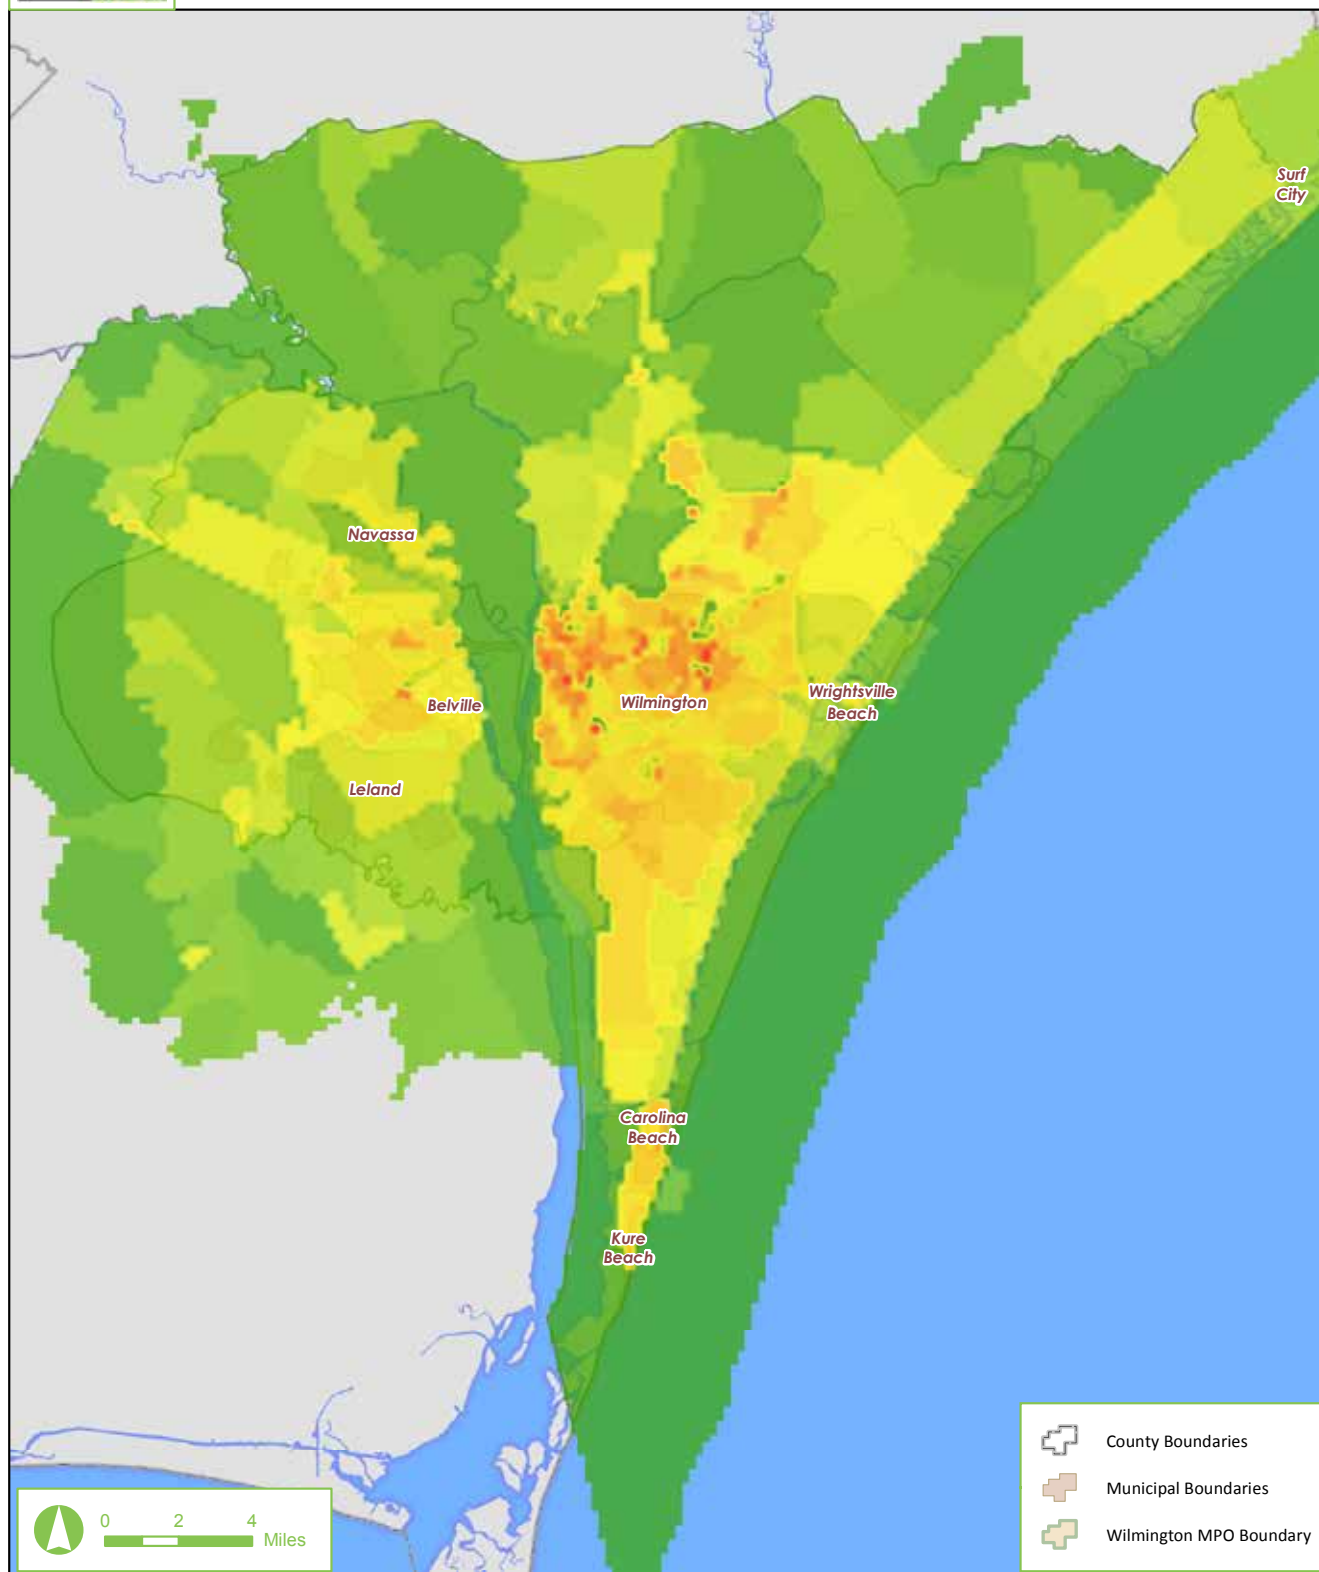 Surf
City
Navassa
Wilmington
Wrightsville
Beach
Belville
Leland
Carolina
Beach
Kure
Beach
County Boundaries
Municipal Boundaries
Wilmington MPO Boundary
0 2 4
Miles